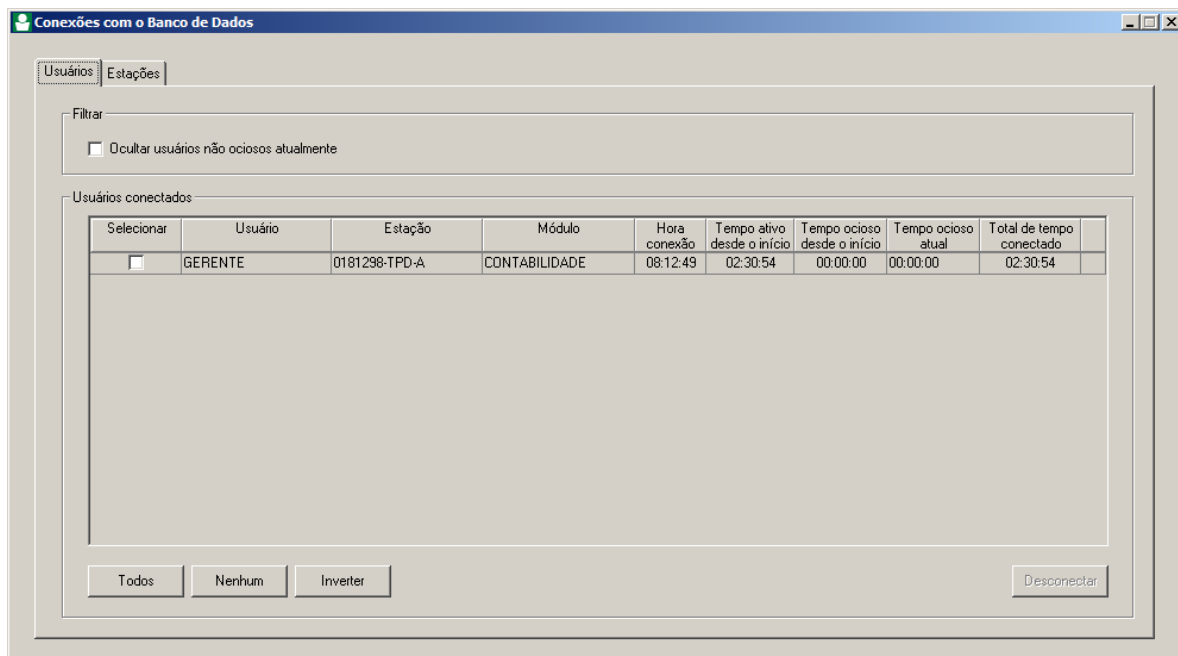 Conexões com o Banco de Dados
Usuários Estações
Filtrar
Ocultar usuários não ociosos atualmente
Usuários conectados
Selecionar Usuário Estação Módulo Hora conexão Tempo ativo desde o início Tempo ocioso desde o início Tempo ocioso atual Total de tempo conectado
GERENTE 0181298-TPD-A CONTABILIDADE 08:12:49 02:30:54 00:00:00 00:00:00 02:30:54
Todos Nenhum Inverter Desconectar